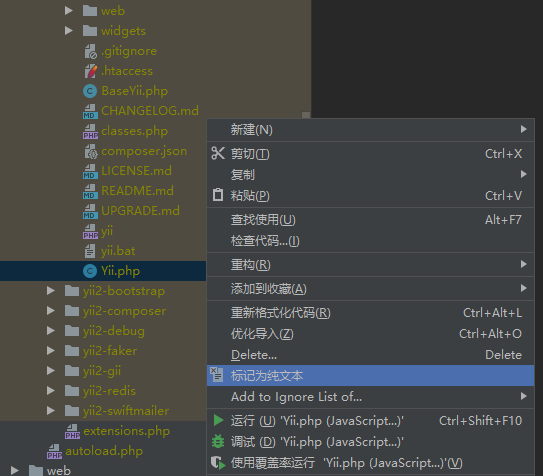 web
widgets
.gitignore
.htaccess
BaseYii.php
CHANGELOG.md
classes.php
composer.json
LICENSE.md
README.md
UPGRADE.md
yii
yii.bat
Yii.php
yii2-bootstrap
yii2-composer
yii2-debug
yii2-faker
yii2-gii
yii2-redis
yii2-swiftmailer
extensions.php
autoload.php
web
新建(N)
剪切(T) Ctrl+X
复制
粘贴(P) Ctrl+V
查找使用(U) Alt+F7
检查代码...(I)
重构(R)
添加到收藏(A)
重新格式化代码(R) Ctrl+Alt+L
优化导入(Z) Ctrl+Alt+O
Delete... Delete
标记为纯文本
Add to Ignore List of...
运行 (U) 'Yii.php (JavaScript...)' Ctrl+Shift+F10
调试 (D) 'Yii.php (JavaScript...)'
使用覆盖率运行 'Yii.php (JavaScript...)'(V)